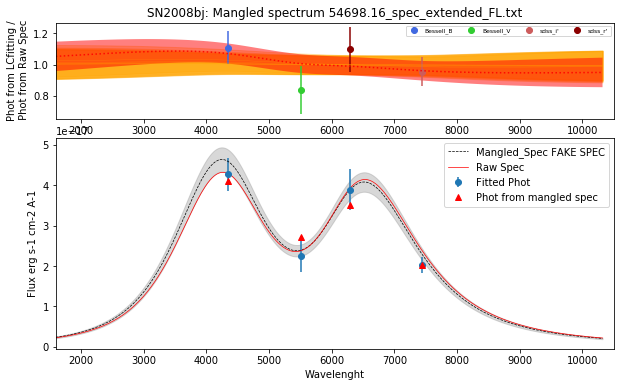 SN2008bj: Mangled spectrum 54698.16_spec_extended_FL.txt
Phot from LCfitting /
Phot from Raw Spec
1.2
1.0
0.8
Bessell_B
Bessell_V
sdss_i'
sdss_r'
2000 3000 4000 5000 6000 7000 8000 9000 10000
1e−17
Flux erg s-1 cm-2 A-1
5
4
3
2
1
0
Mangled_Spec FAKE SPEC
Raw Spec
Fitted Phot
Phot from mangled spec
2000 3000 4000 5000 6000 7000 8000 9000 10000
Wavelenght